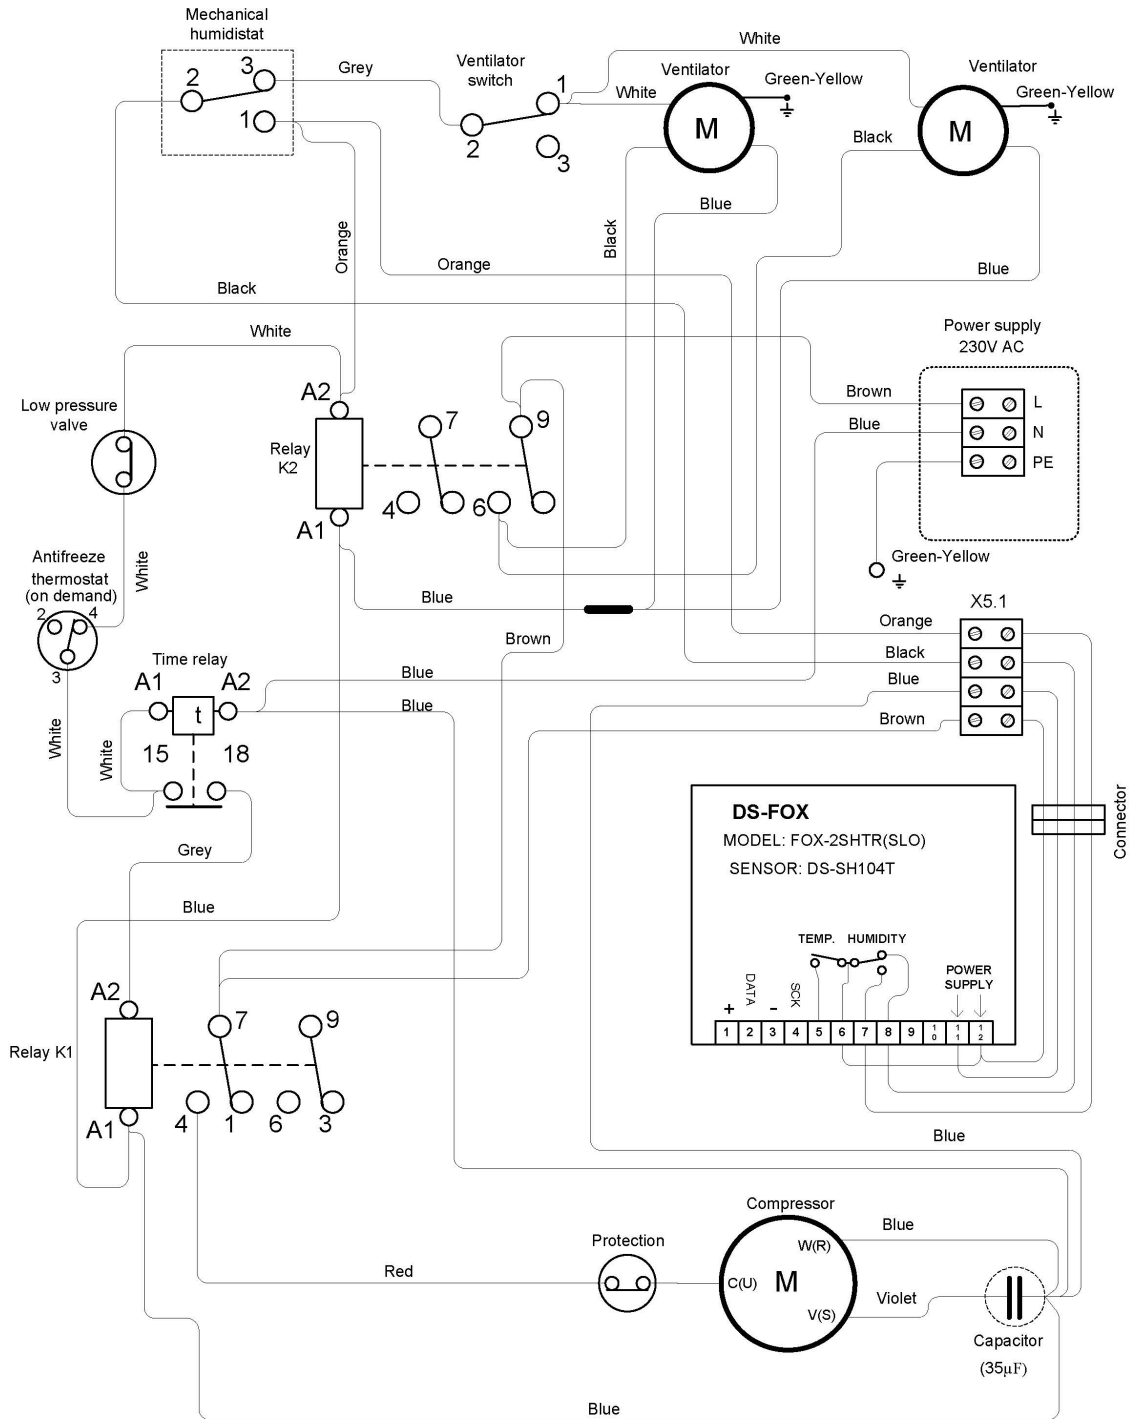 Mechanical
humidistat
2
3
1
Grey
Ventilator
switch
1
2
3
White
Ventilator
White
Green-Yellow
M
Ventilator
Green-Yellow
M
Black
Blue
Black
Orange
Orange
Blue
Black
White
Power supply
230V AC
Brown
L
Blue
N
PE
Green-Yellow
Low pressure
valve
A2
Relay
K2
A1
7
9
4
6
White
Antifreeze
thermostat
(on demand)
2
4
3
Blue
Brown
X5.1
Orange
Black
Blue
Brown
Time relay
A1
A2
t
15
18
Blue
Blue
White
White
Grey
Blue
Connector
DS-FOX
MODEL: FOX-2SHTR(SLO)
SENSOR: DS-SH104T
TEMP.
HUMIDITY
POWER
SUPPLY
+
DATA
-
SCK
1 2 3 4 5 6 7 8 9 10 11 12
A2
Relay K1
A1
7
9
4
1
6
3
Blue
Compressor
Protection
Red
W(R)
C(U)
M
V(S)
Blue
Violet
Capacitor
(35µF)
Blue